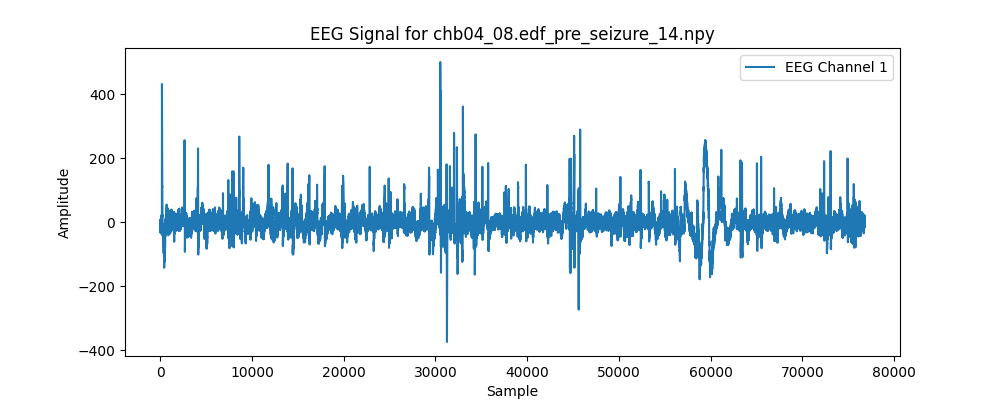 EEG Signal for chb04_08.edf_pre_seizure_14.npy
EEG Channel 1
400
200
0
−200
−400
Amplitude
0 10000 20000 30000 40000 50000 60000 70000 80000
Sample